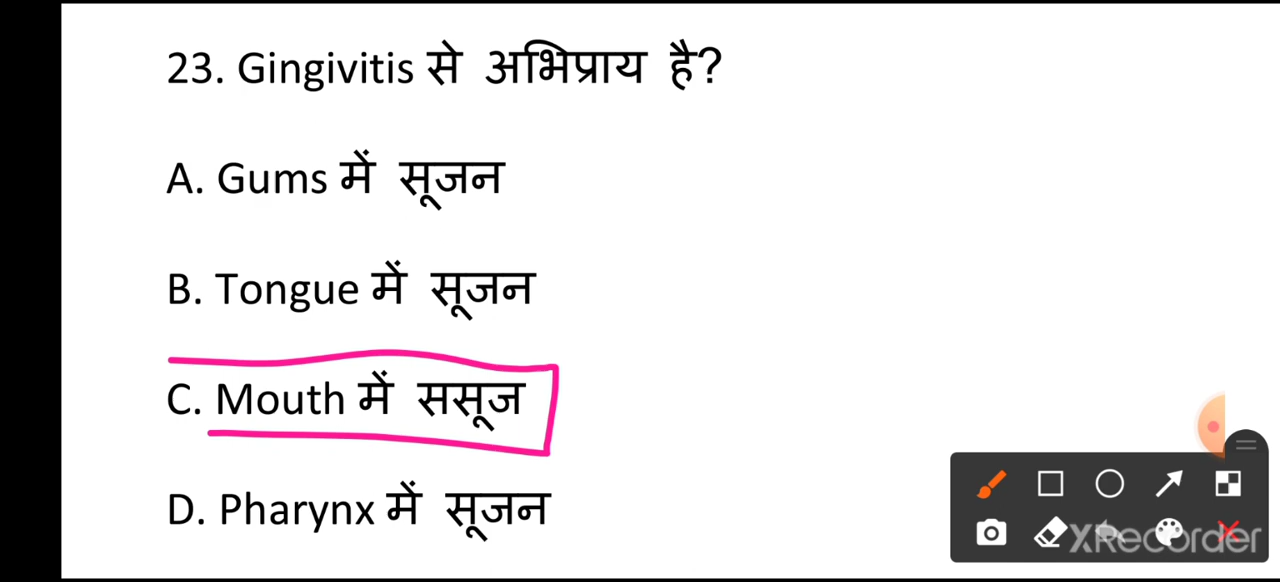 23. Gingivitis से अभिप्राय है?
A. Gums में सूजन
B. Tongue में सूजन
C. Mouth में ससूज
D. Pharynx में सूजन
XRecorder